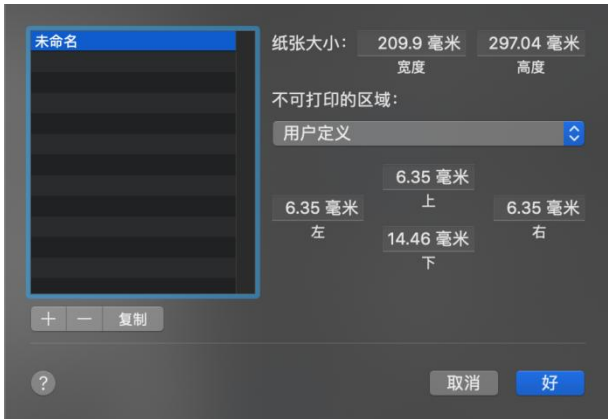 未命名
纸张大小： 209.9 毫米 297.04 毫米
宽度 高度
不可打印的区域：
用户定义
6.35 毫米
上
6.35 毫米 6.35 毫米
左 右
14.46 毫米
下
+ − 复制
? 取消 好